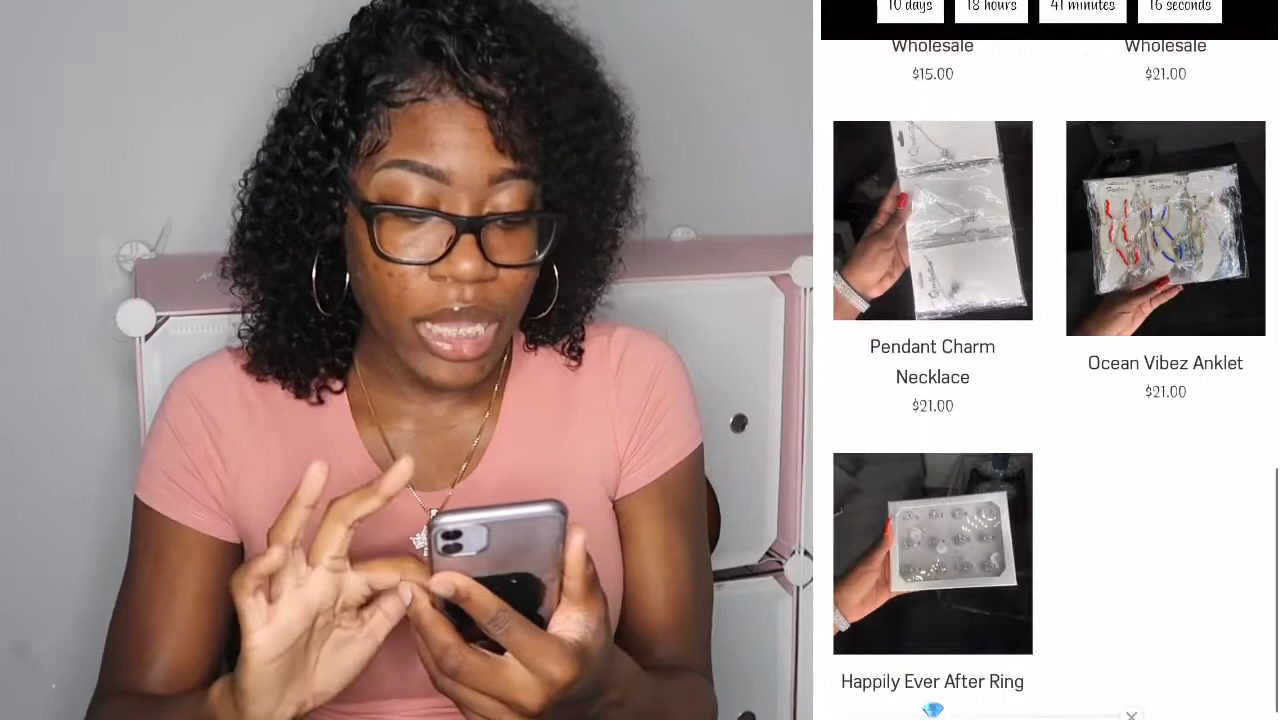 10 days 18 hours 41 minutes 16 seconds
Wholesale
$15.00
Wholesale
$21.00
Pendant Charm
Necklace
$21.00
Ocean Vibez Anklet
$21.00
Happily Ever After Ring